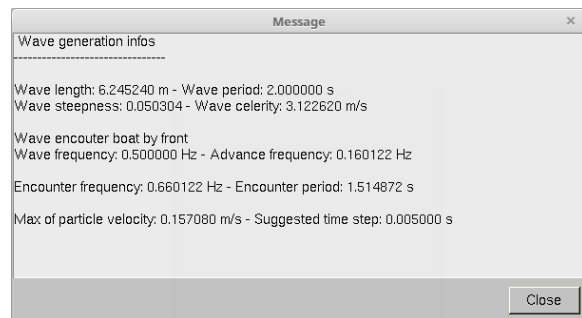 Message
Wave generation infos
------------------------------
Wave length: 6.245240 m - Wave period: 2.000000 s
Wave steepness: 0.050304 - Wave celerity: 3.122620 m/s
Wave encouter boat by front
Wave frequency: 0.500000 Hz - Advance frequency: 0.160122 Hz
Encounter frequency: 0.660122 Hz - Encounter period: 1.514872 s
Max of particle velocity: 0.157080 m/s - Suggested time step: 0.005000 s
Close